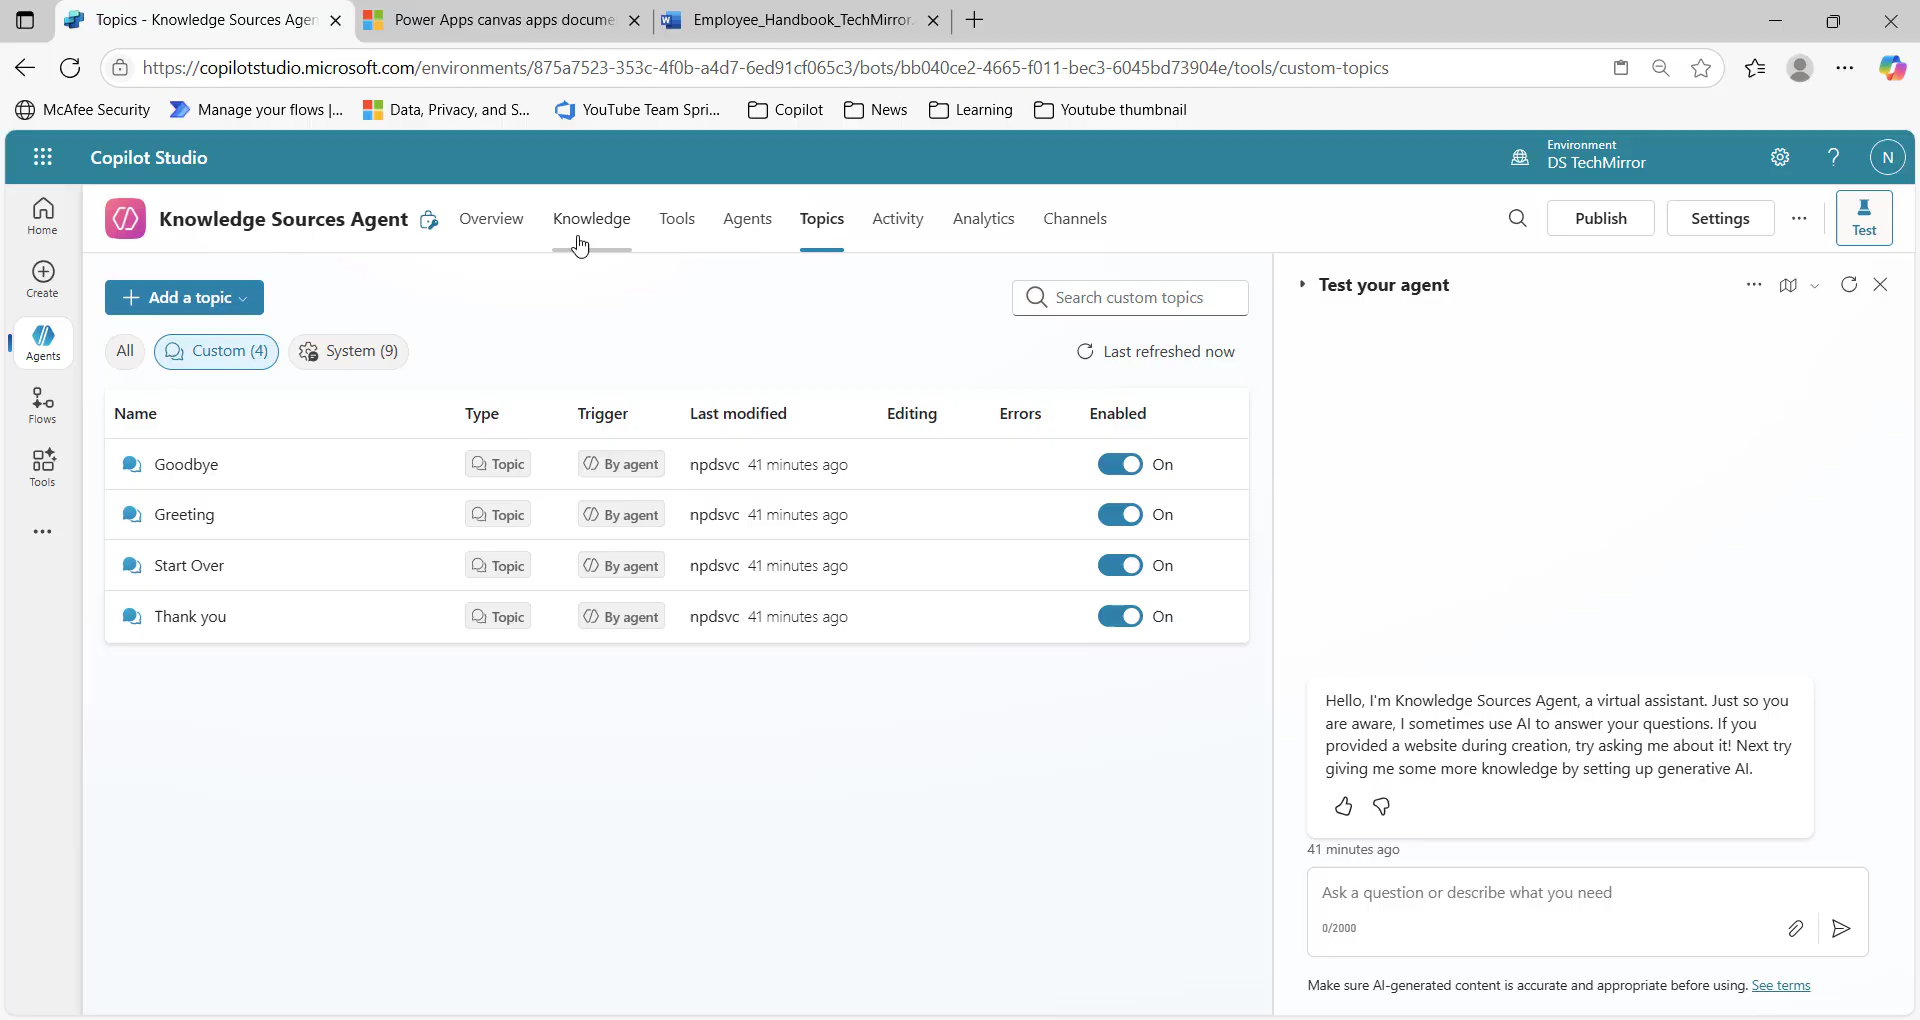 Topics - Knowledge Sources Agen
Power Apps canvas apps docume
Employee_Handbook_TechMirror.
https://copilotstudio.microsoft.com/environments/875a7523-353c-4f0b-a4d7-6ed91cf065c3/bots/bb040ce2-4665-f011-bec3-6045bd73904e/tools/custom-topics
McAfee Security
Manage your flows |...
Data, Privacy, and S...
YouTube Team Spri...
Copilot
News
Learning
Youtube thumbnail
Copilot Studio
Environment
DS TechMirror
?
N
Home
Create
Agents
Flows
Tools
Knowledge Sources Agent
Overview
Knowledge
Tools
Agents
Topics
Activity
Analytics
Channels
Publish
Settings
Test
Add a topic
Search custom topics
All
Custom (4)
System (9)
Last refreshed now
Name Type Trigger Last modified Editing Errors Enabled
Goodbye Topic By agent npdsvc 41 minutes ago On
Greeting Topic By agent npdsvc 41 minutes ago On
Start Over Topic By agent npdsvc 41 minutes ago On
Thank you Topic By agent npdsvc 41 minutes ago On
Test your agent
Hello, I'm Knowledge Sources Agent, a virtual assistant. Just so you
are aware, I sometimes use AI to answer your questions. If you
provided a website during creation, try asking me about it! Next try
giving me some more knowledge by setting up generative AI.
41 minutes ago
Ask a question or describe what you need
0/2000
Make sure AI-generated content is accurate and appropriate before using. See terms